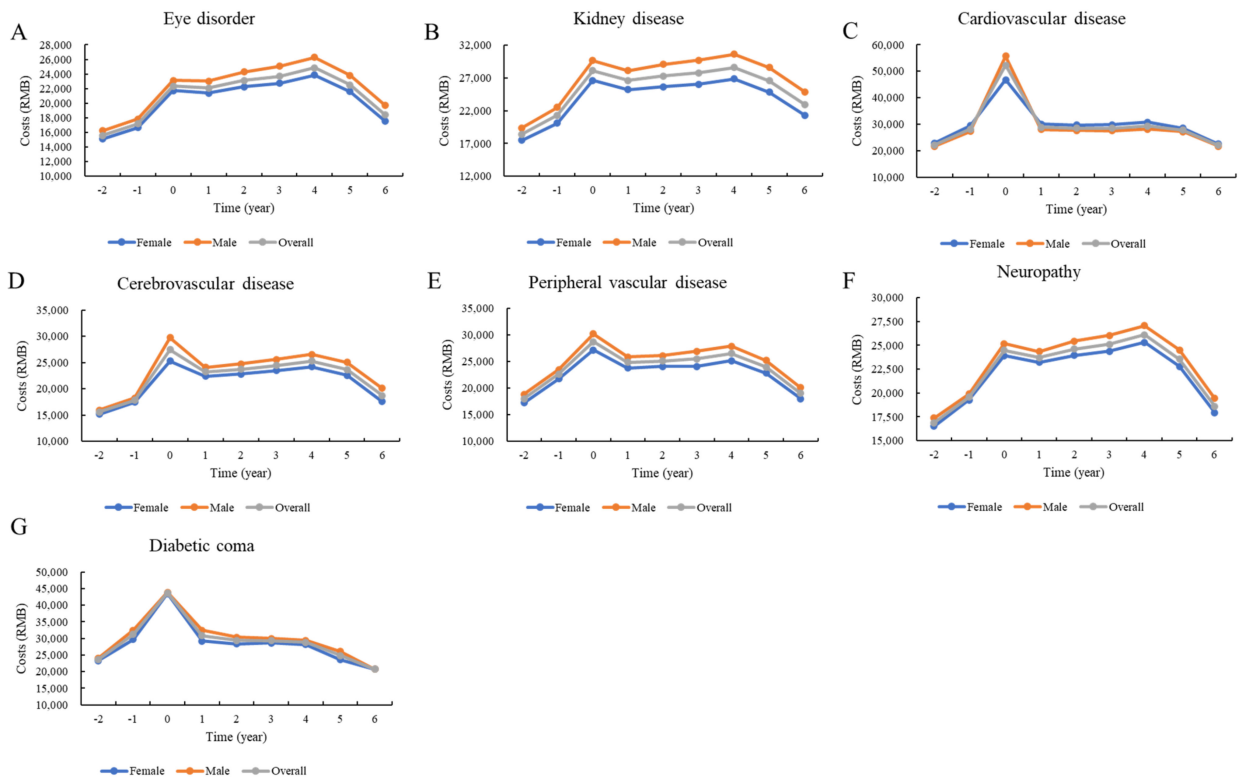 A
Eye disorder
Costs (RMB)
28,000
26,000
24,000
22,000
20,000
18,000
16,000
14,000
12,000
10,000
-2 -1 0 1 2 3 4 5 6
Time (year)
Female Male Overall
B
Kidney disease
Costs (RMB)
32,000
27,000
22,000
17,000
12,000
-2 -1 0 1 2 3 4 5 6
Time (year)
Female Male Overall
C
Cardiovascular disease
Costs (RMB)
60,000
50,000
40,000
30,000
20,000
10,000
-2 -1 0 1 2 3 4 5 6
Time (year)
Female Male Overall
D
Cerebrovascular disease
Costs (RMB)
35,000
30,000
25,000
20,000
15,000
10,000
-2 -1 0 1 2 3 4 5 6
Time (year)
Female Male Overall
E
Peripheral vascular disease
Costs (RMB)
35,000
30,000
25,000
20,000
15,000
10,000
-2 -1 0 1 2 3 4 5 6
Time (year)
Female Male Overall
F
Neuropathy
Costs (RMB)
30,000
27,500
25,000
22,500
20,000
17,500
15,000
-2 -1 0 1 2 3 4 5 6
Time (year)
Female Male Overall
G
Diabetic coma
Costs (RMB)
50,000
45,000
40,000
35,000
30,000
25,000
20,000
15,000
10,000
-2 -1 0 1 2 3 4 5 6
Time (year)
Female Male Overall